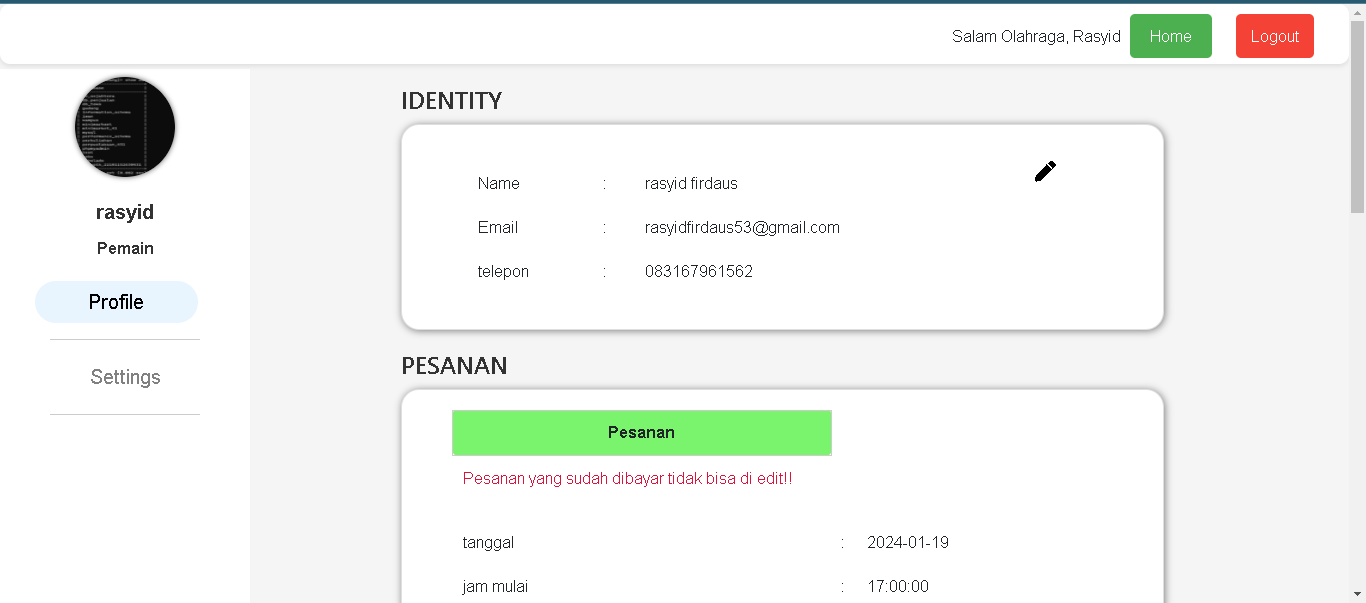 Salam Olahraga, Rasyid Home Logout
rasyid
Pemain
Profile
Settings
IDENTITY
Name : rasyid firdaus
Email : rasyidfirdaus53@gmail.com
telepon : 083167961562
PESANAN
Pesanan
Pesanan yang sudah dibayar tidak bisa di edit!!
tanggal : 2024-01-19
jam mulai : 17:00:00